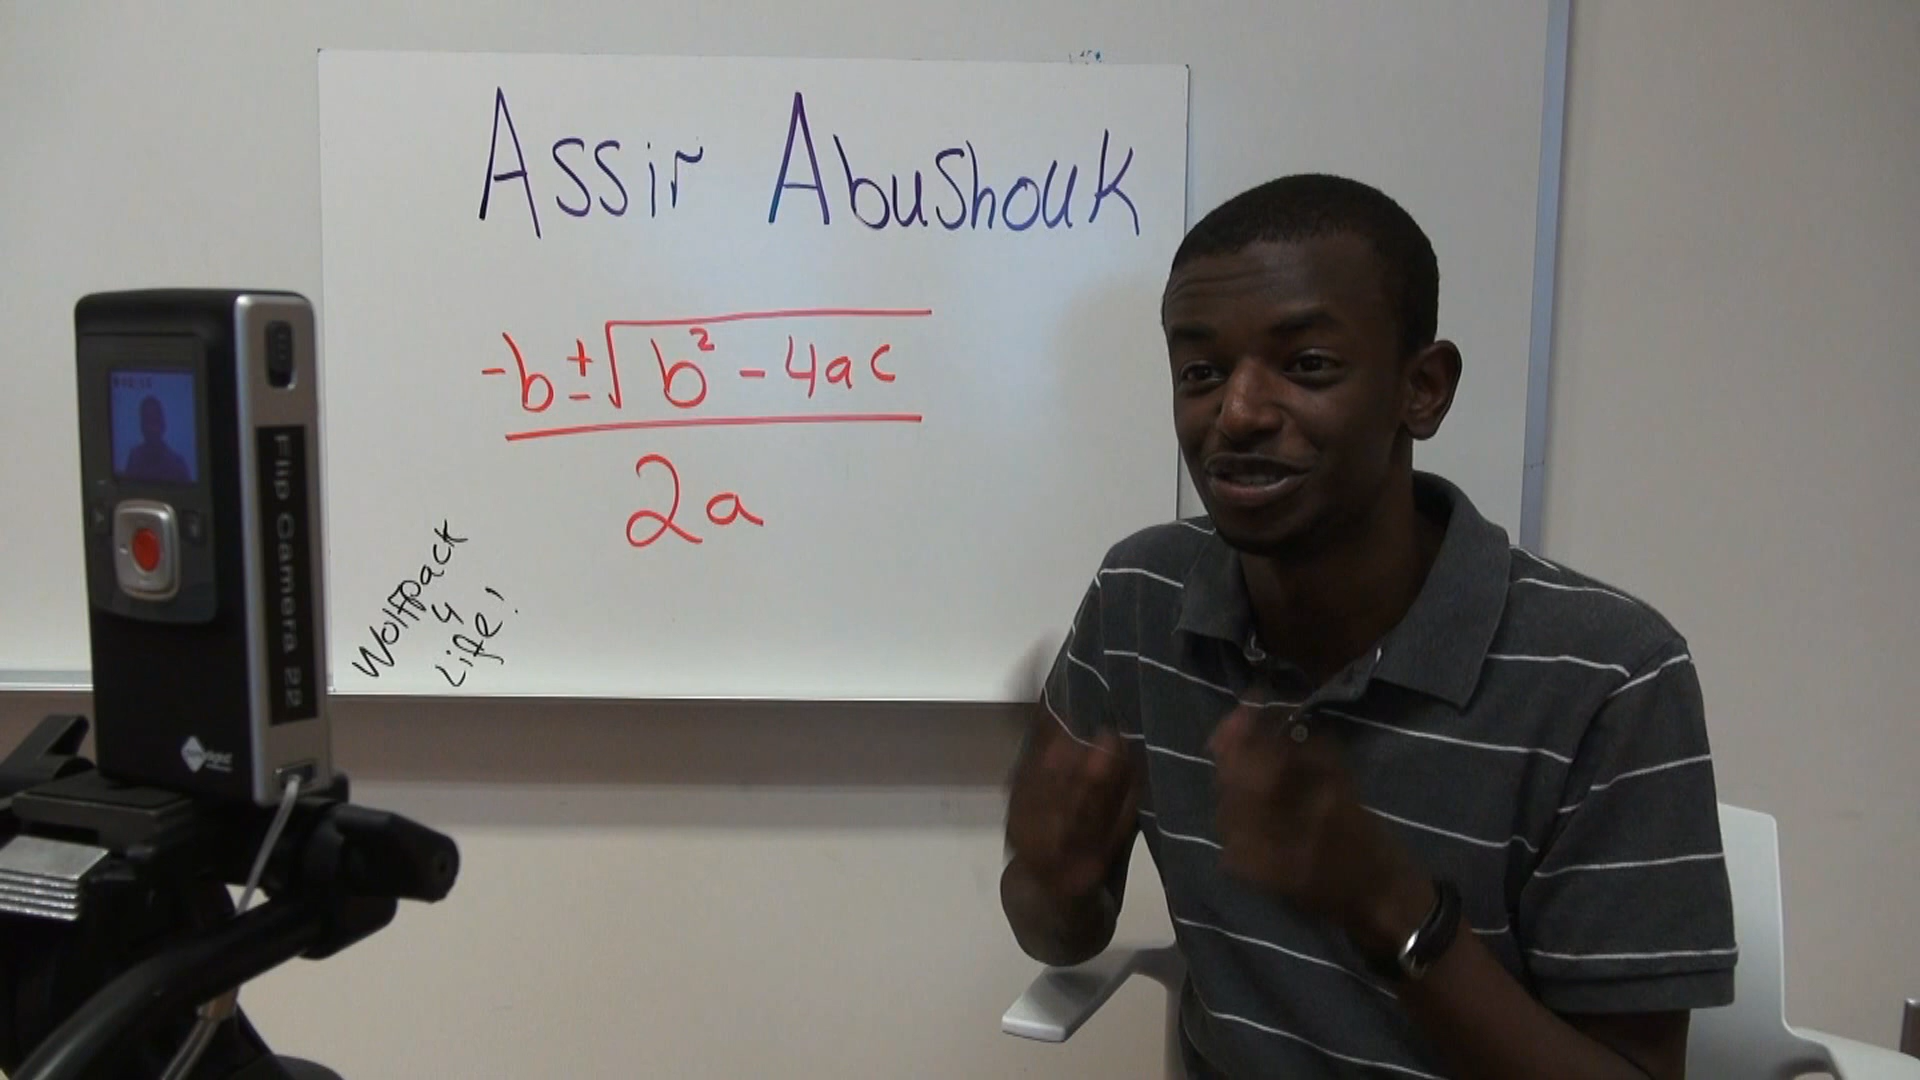 Assir Abushouk
-b ± √b² - 4ac
2a
Wolfpack
4
Life!
Flip Camera 22